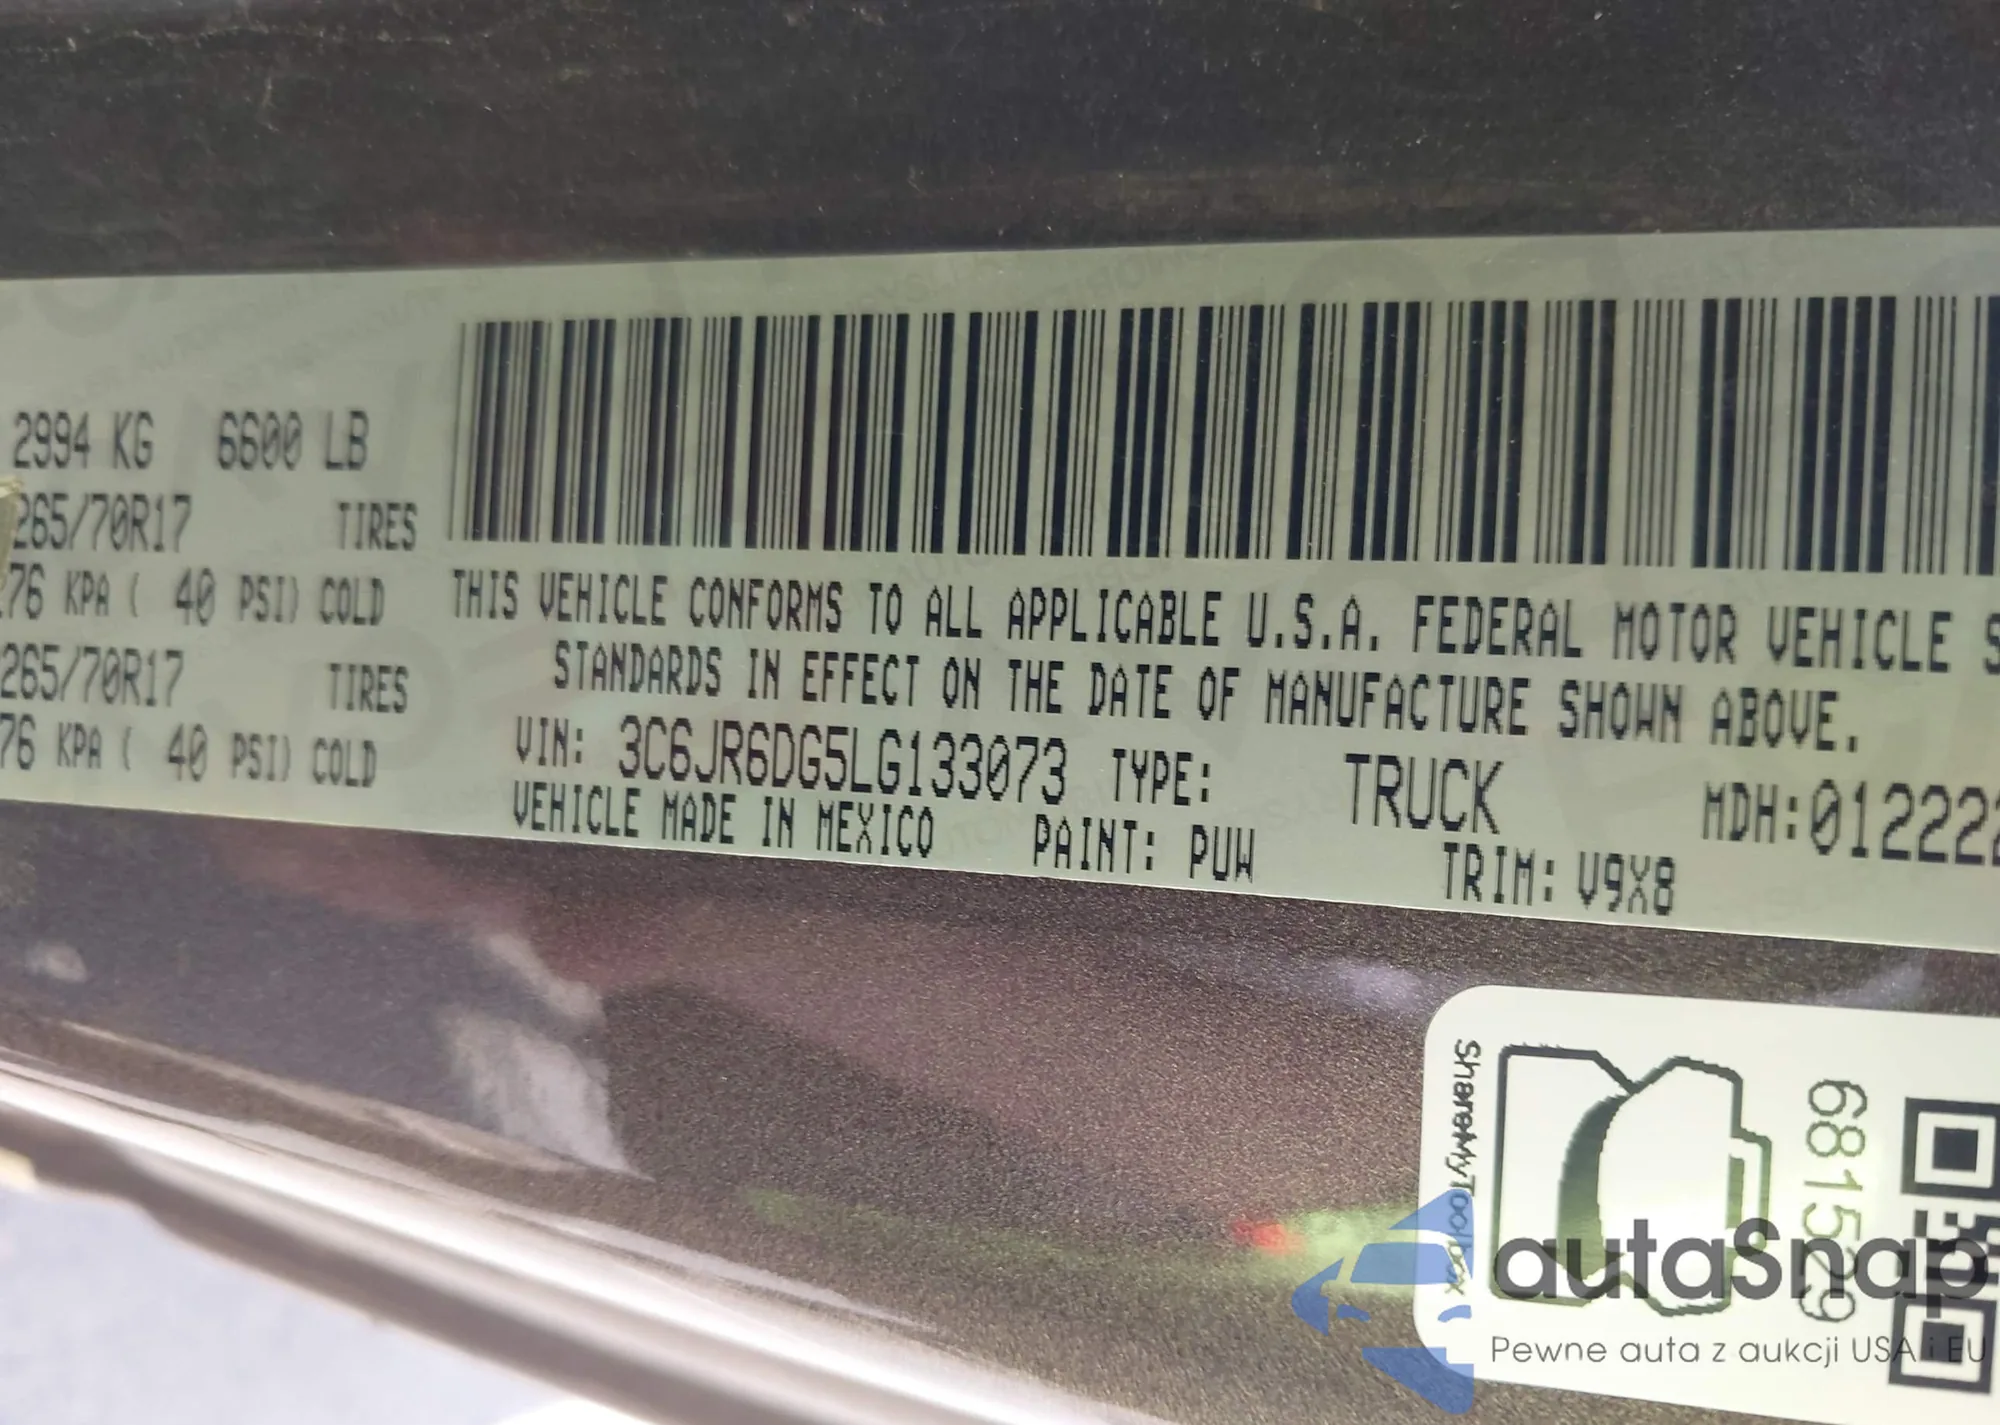 2994 KG 6600 LB
265/70R17 TIRES
76 KPA ( 40 PSI) COLD
265/70R17 TIRES
76 KPA ( 40 PSI) COLD
THIS VEHICLE CONFORMS TO ALL APPLICABLE U.S.A. FEDERAL MOTOR VEHICLE S
STANDARDS IN EFFECT ON THE DATE OF MANUFACTURE SHOWN ABOVE.
VIN: 3C6JR6DG5LG133073 TYPE: TRUCK MDH:012222
VEHICLE MADE IN MEXICO PAINT: PUW TRIM: V9X8
ShareMyToolbox
681529
autaSnap
Pewne auta z aukcji USA i EU